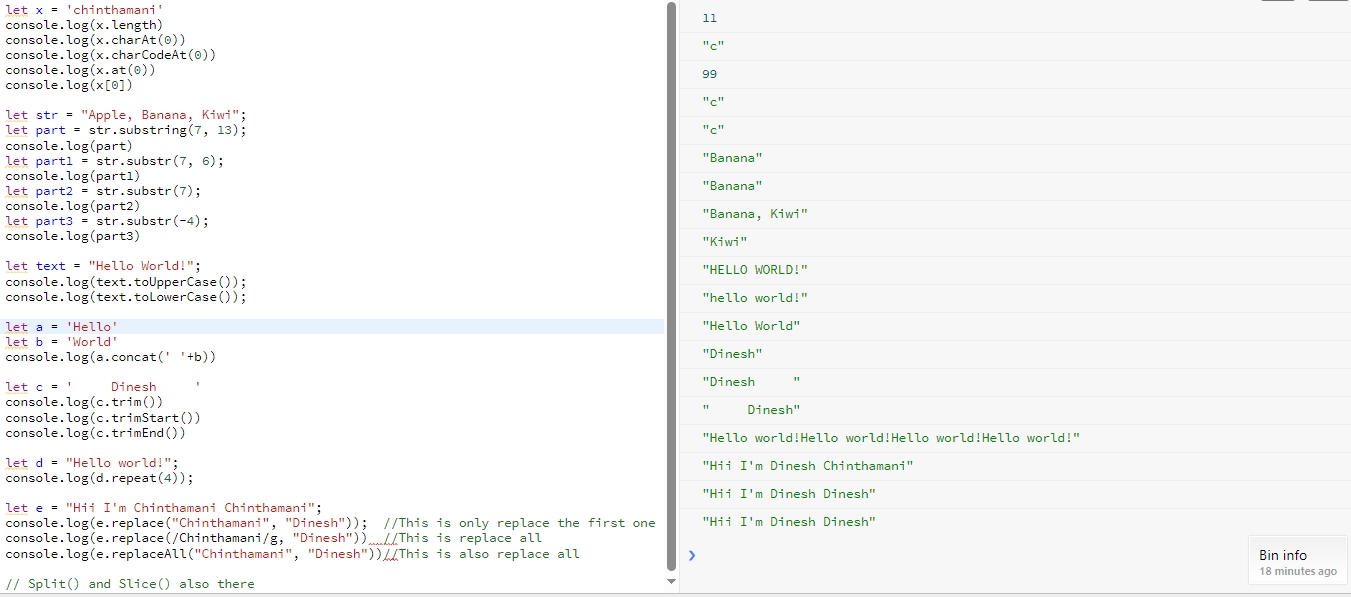 let x = 'chinthamani'
console.log(x.length)
console.log(x.charAt(0))
console.log(x.charCodeAt(0))
console.log(x.at(0))
console.log(x[0])
let str = "Apple, Banana, Kiwi";
let part = str.substring(7, 13);
console.log(part)
let part1 = str.substr(7, 6);
console.log(part1)
let part2 = str.substr(7);
console.log(part2)
let part3 = str.substr(-4);
console.log(part3)
let text = "Hello World!";
console.log(text.toUpperCase());
console.log(text.toLowerCase());
let a = 'Hello'
let b = 'World'
console.log(a.concat(' '+b))
let c = '     Dinesh     '
console.log(c.trim())
console.log(c.trimStart())
console.log(c.trimEnd())
let d = "Hello world!";
console.log(d.repeat(4));
let e = "Hii I'm Chinthamani Chinthamani";
console.log(e.replace("Chinthamani", "Dinesh"));  //This is only replace the first one
console.log(e.replace(/Chinthamani/g, "Dinesh"))  //This is replace all
console.log(e.replaceAll("Chinthamani", "Dinesh"))//This is also replace all
// Split() and Slice() also there
11
"c"
99
"c"
"c"
"Banana"
"Banana"
"Banana, Kiwi"
"Kiwi"
"HELLO WORLD!"
"hello world!"
"Hello World"
"Dinesh"
"Dinesh     "
"     Dinesh"
"Hello world!Hello world!Hello world!Hello world!"
"Hii I'm Dinesh Chinthamani"
"Hii I'm Dinesh Dinesh"
"Hii I'm Dinesh Dinesh"
Bin info
18 minutes ago